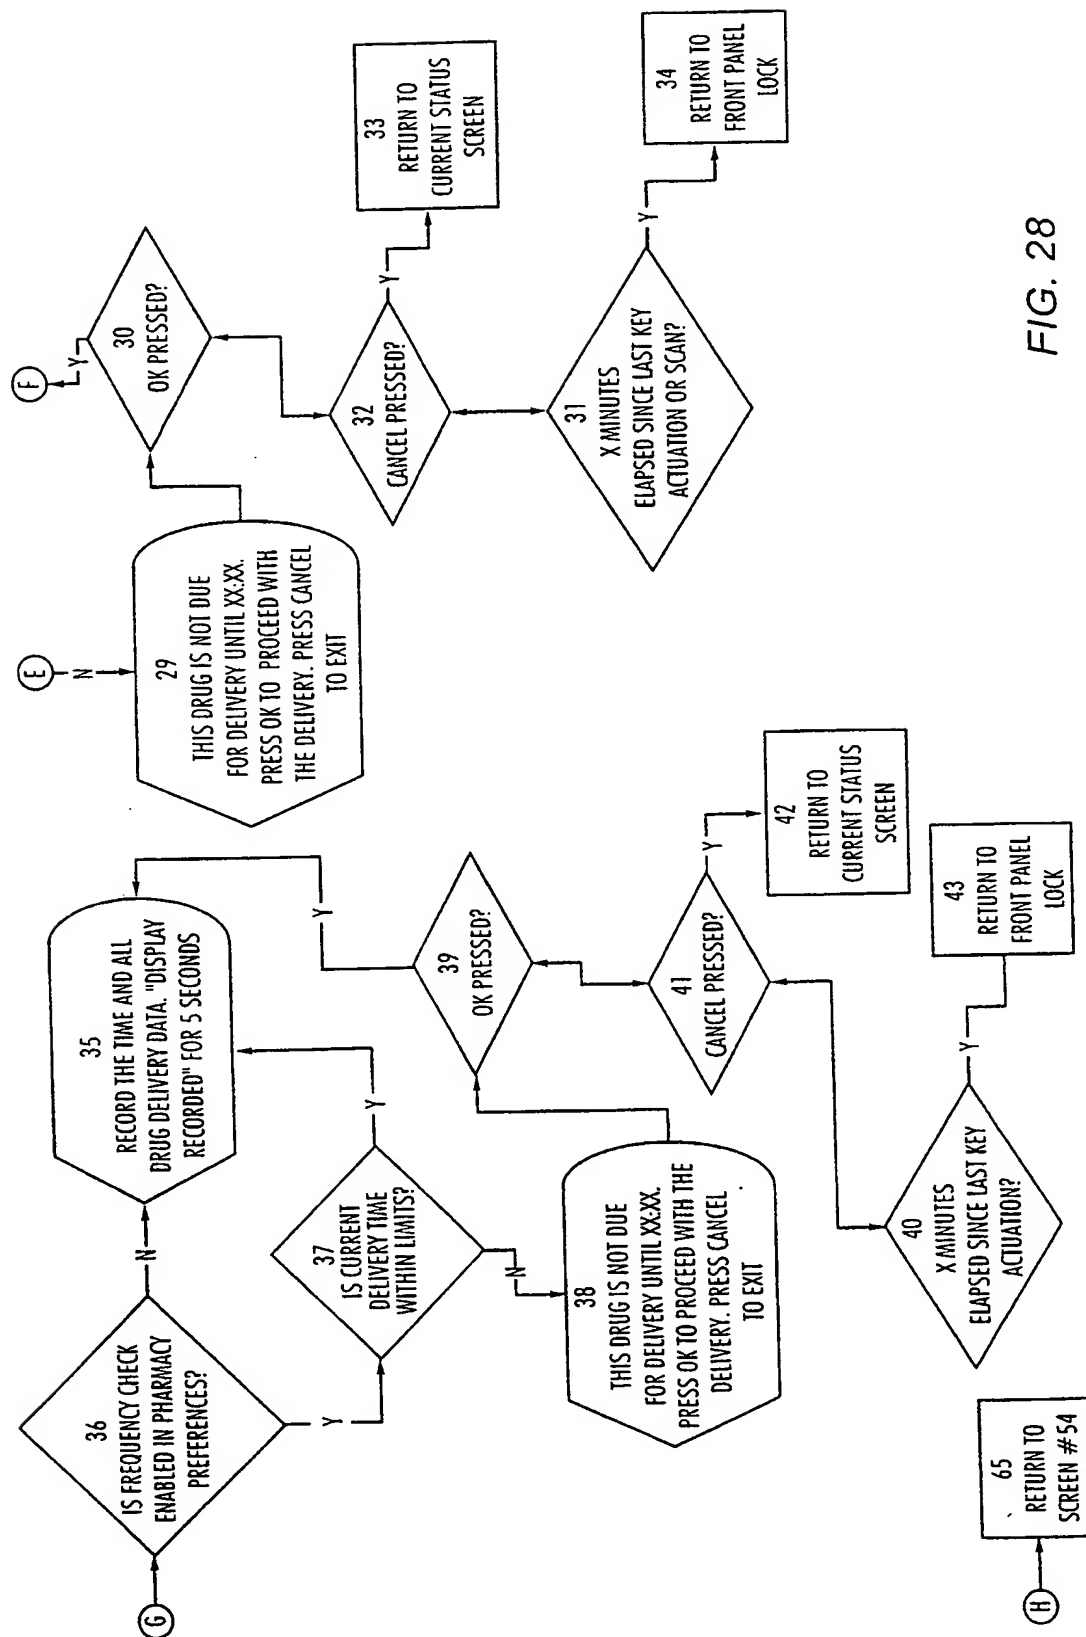 G
36
IS FREQUENCY CHECK
ENABLED IN PHARMACY
PREFERENCES?
N
Y
35
RECORD THE TIME AND ALL
DRUG DELIVERY DATA. "DISPLAY
RECORDED" FOR 5 SECONDS
37
IS CURRENT
DELIVERY TIME
WITHIN LIMITS?
Y
N
38
THIS DRUG IS NOT DUE
FOR DELIVERY UNTIL XX:XX.
PRESS OK TO PROCEED WITH THE
DELIVERY. PRESS CANCEL
TO EXIT
39
OK PRESSED?
Y
41
CANCEL PRESSED?
Y
42
RETURN TO
CURRENT STATUS
SCREEN
40
X MINUTES
ELAPSED SINCE LAST KEY
ACTUATION?
Y
43
RETURN TO
FRONT PANEL
LOCK
H
65
RETURN TO
SCREEN #54
E
N
29
THIS DRUG IS NOT DUE
FOR DELIVERY UNTIL XX:XX.
PRESS OK TO PROCEED WITH
THE DELIVERY. PRESS CANCEL
TO EXIT
F
Y
30
OK PRESSED?
32
CANCEL PRESSED?
Y
33
RETURN TO
CURRENT STATUS
SCREEN
31
X MINUTES
ELAPSED SINCE LAST KEY
ACTUATION OR SCAN?
Y
34
RETURN TO
FRONT PANEL
LOCK
FIG. 28